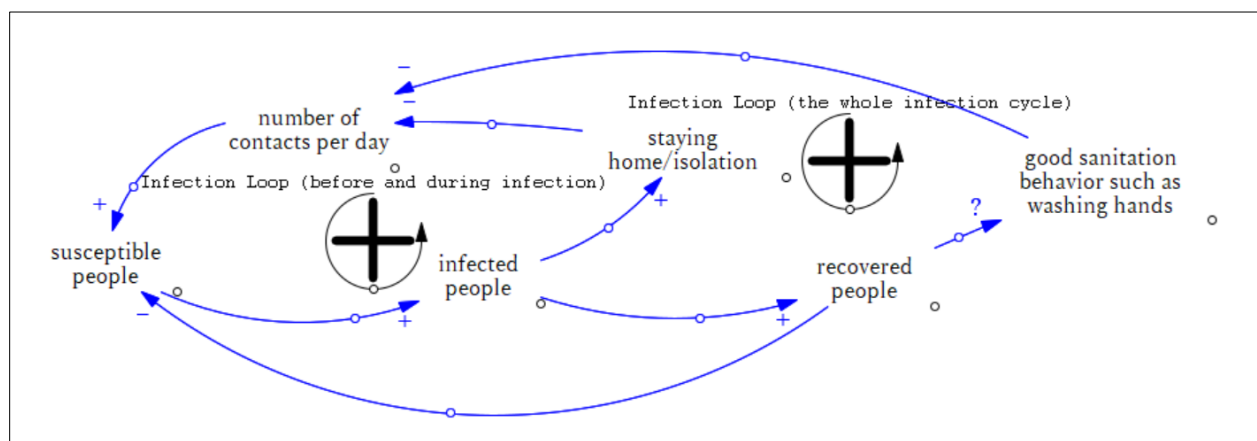 −
−
Infection Loop (the whole infection cycle)
number of
contacts per day
staying
home/isolation
good sanitation
behavior such as
washing hands
Infection Loop (before and during infection)
+
+
?
susceptible
people
infected
people
recovered
people
−
+
+